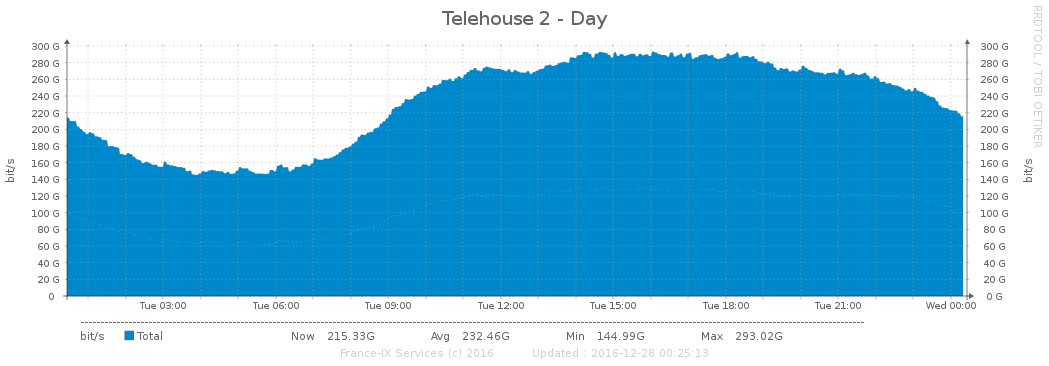 Telehouse 2 - Day
RRDTOOL / TOBI OETIKER
bit/s
300 G 300 G
280 G 280 G
260 G 260 G
240 G 240 G
220 G 220 G
200 G 200 G
180 G 180 G
160 G 160 G
140 G 140 G
120 G 120 G
100 G 100 G
80 G 80 G
60 G 60 G
40 G 40 G
20 G 20 G
0 0 G
bit/s
Tue 03:00 Tue 06:00 Tue 09:00 Tue 12:00 Tue 15:00 Tue 18:00 Tue 21:00 Wed 00:00
bit/s Total Now 215.33G Avg 232.46G Min 144.99G Max 293.02G
France-IX Services (c) 2016 Updated : 2016-12-28 00:25:13